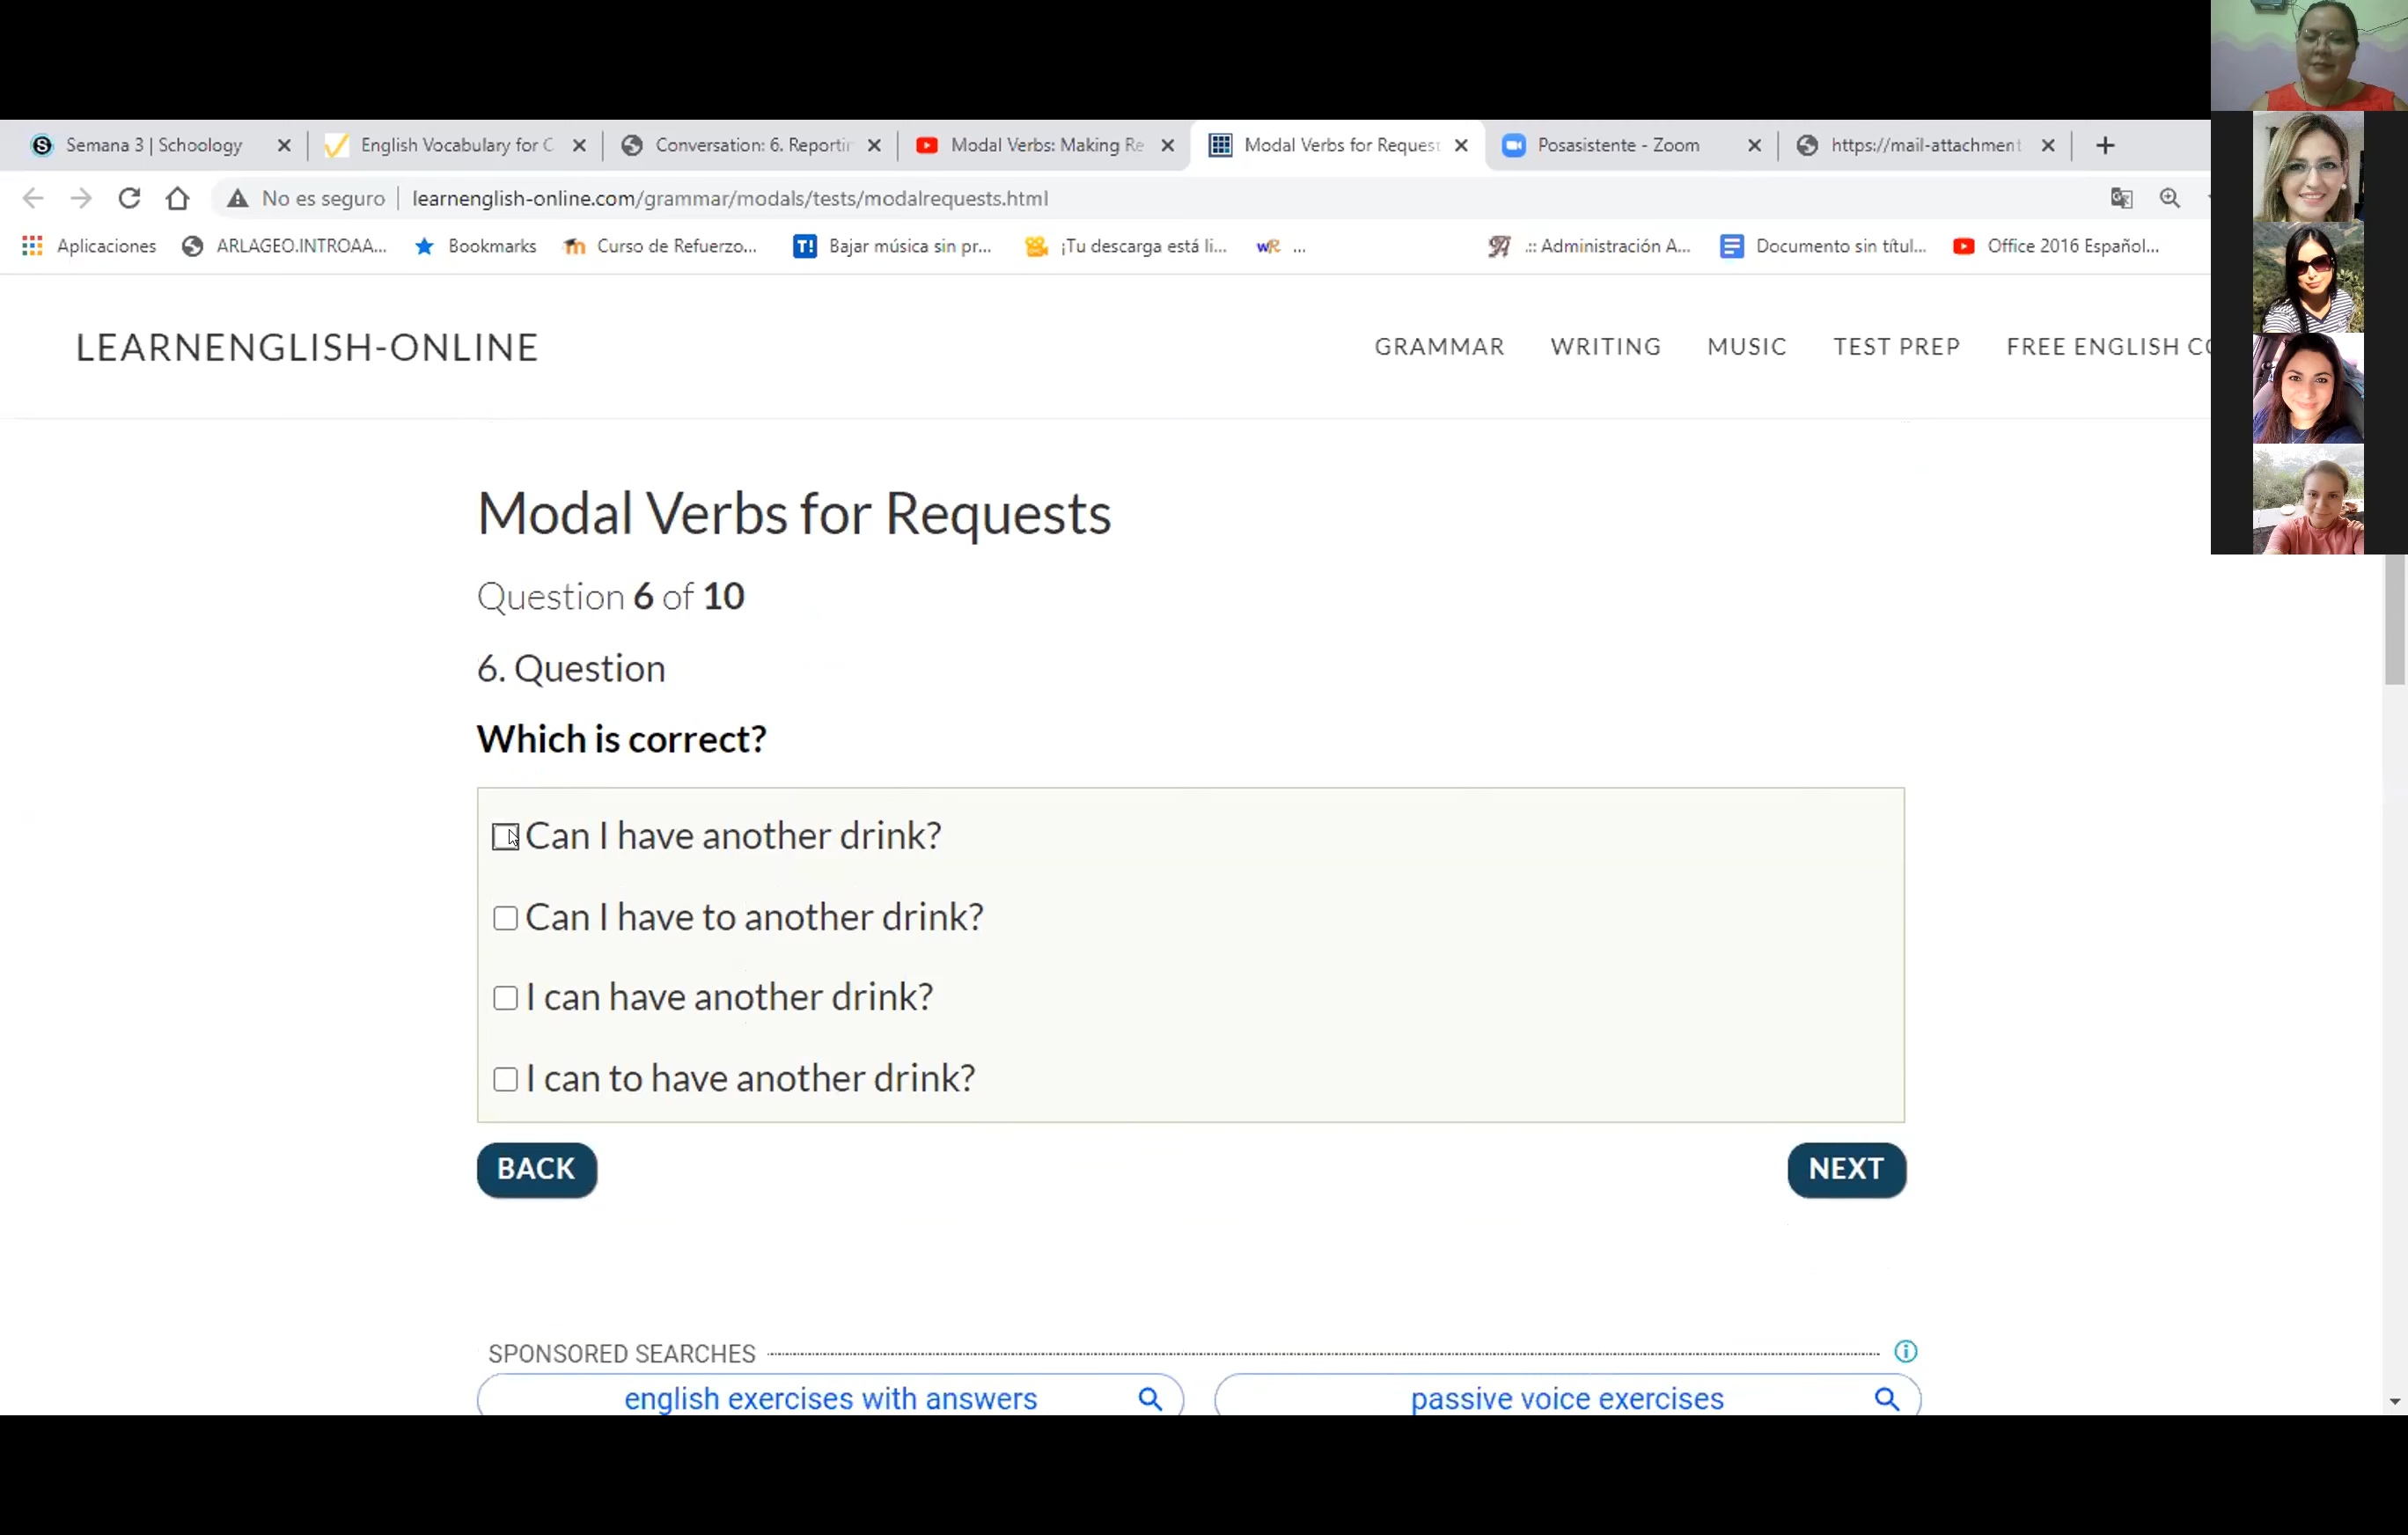 Semana 3 | Schoology
English Vocabulary for C
Conversation: 6. Reportin
Modal Verbs: Making Re
Modal Verbs for Request
Posasistente - Zoom
https://mail-attachment
No es seguro
learnenglish-online.com/grammar/modals/tests/modalrequests.html
Aplicaciones
ARLAGEO.INTROAA...
Bookmarks
Curso de Refuerzo...
T!
Bajar música sin pr...
¡Tu descarga está li...
wR
...
.:: Administración A...
Documento sin títul...
Office 2016 Español...
LEARNENGLISH-ONLINE
GRAMMAR
WRITING
MUSIC
TEST PREP
FREE ENGLISH CO
Modal Verbs for Requests
Question 6 of 10
6. Question
Which is correct?
Can I have another drink?
Can I have to another drink?
I can have another drink?
I can to have another drink?
BACK
NEXT
SPONSORED SEARCHES
english exercises with answers
passive voice exercises